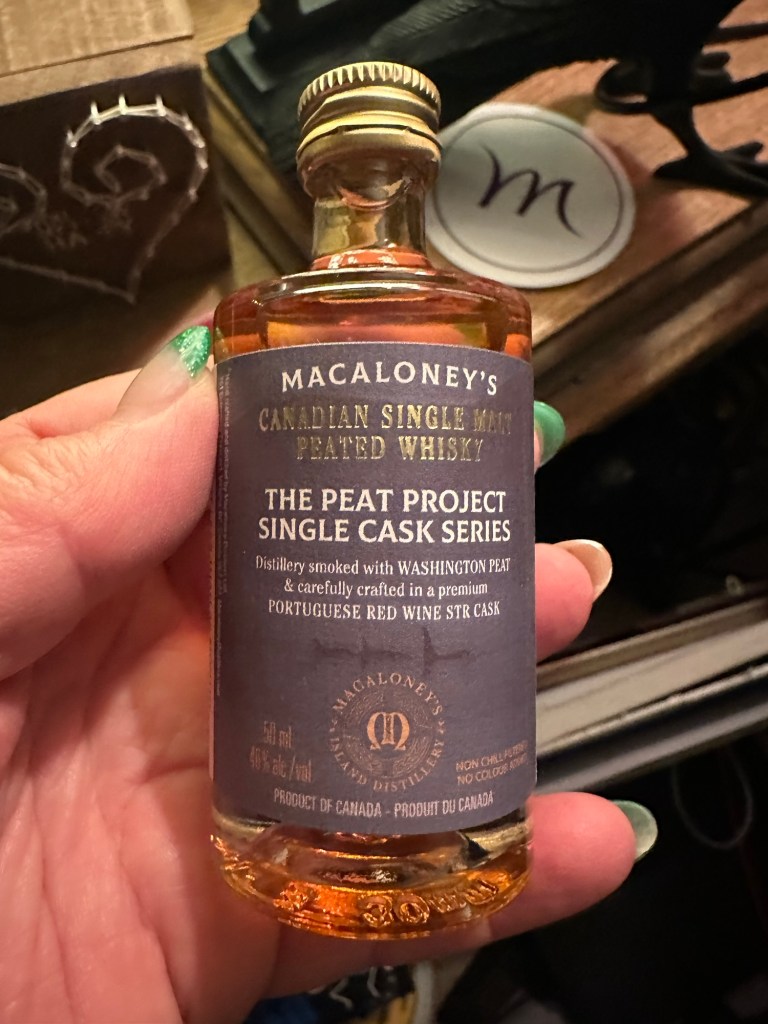 m
MACALONEY'S
CANADIAN SINGLE MALT
PEATED WHISKY
THE PEAT PROJECT
SINGLE CASK SERIES
Distillery smoked with WASHINGTON PEAT
& carefully crafted in a premium
PORTUGUESE RED WINE STR CASK
MACALONEY'S
ISLAND DISTILLERY
50 ml
46% alc/vol
NON CHILL FILTERED
NO COLOUR ADDED
PRODUCT OF CANADA - PRODUIT DU CANADA